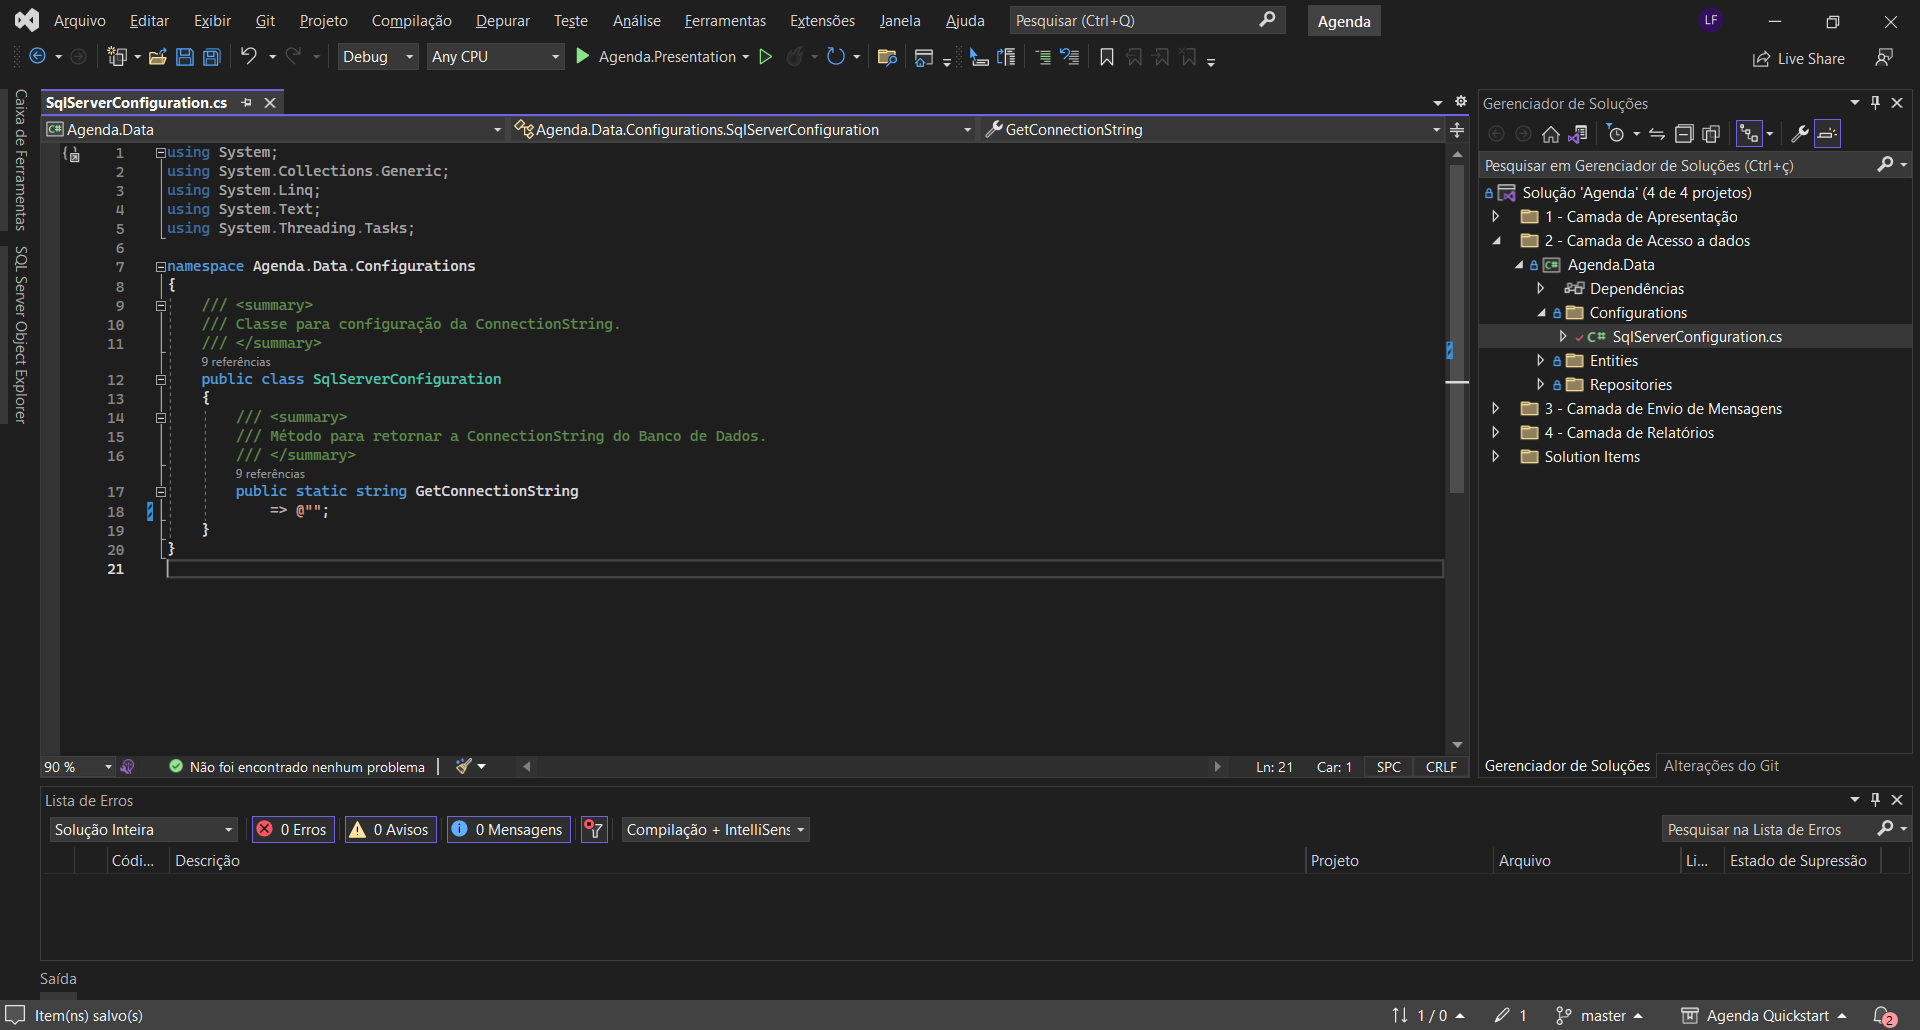 Arquivo Editar Exibir Git Projeto Compilação Depurar Teste Análise Ferramentas Extensões Janela Ajuda Pesquisar (Ctrl+Q) Agenda LF
Debug Any CPU Agenda.Presentation Live Share
Caixa de Ferramentas
SQL Server Object Explorer
SqlServerConfiguration.cs
Agenda.Data Agenda.Data.Configurations.SqlServerConfiguration GetConnectionString
1 using System;
2 using System.Collections.Generic;
3 using System.Linq;
4 using System.Text;
5 using System.Threading.Tasks;
6
7 namespace Agenda.Data.Configurations
8 {
9 /// <summary>
10 /// Classe para configuração da ConnectionString.
11 /// </summary>
9 referências
12 public class SqlServerConfiguration
13 {
14 /// <summary>
15 /// Método para retornar a ConnectionString do Banco de Dados.
16 /// </summary>
9 referências
17 public static string GetConnectionString
18 => @"";
19 }
20 }
21
90 % Não foi encontrado nenhum problema Ln: 21 Car: 1 SPC CRLF
Gerenciador de Soluções
Pesquisar em Gerenciador de Soluções (Ctrl+ç)
Solução 'Agenda' (4 de 4 projetos)
1 - Camada de Apresentação
2 - Camada de Acesso a dados
C# Agenda.Data
Dependências
Configurations
C# SqlServerConfiguration.cs
Entities
Repositories
3 - Camada de Envio de Mensagens
4 - Camada de Relatórios
Solution Items
Gerenciador de Soluções Alterações do Git
Lista de Erros
Solução Inteira 0 Erros 0 Avisos 0 Mensagens Compilação + IntelliSens Pesquisar na Lista de Erros
Códi... Descrição Projeto Arquivo Li... Estado de Supressão
Saída
Item(ns) salvo(s) 1 / 0 1 master Agenda Quickstart 2